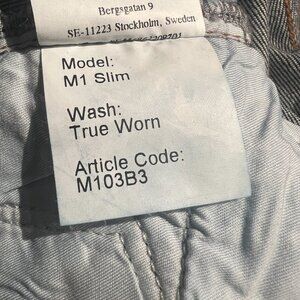 Bergsgatan 9
SE-11223 Stockholm, Sweden
Model:
M1 Slim
Wash:
True Worn
Article Code:
M103B3